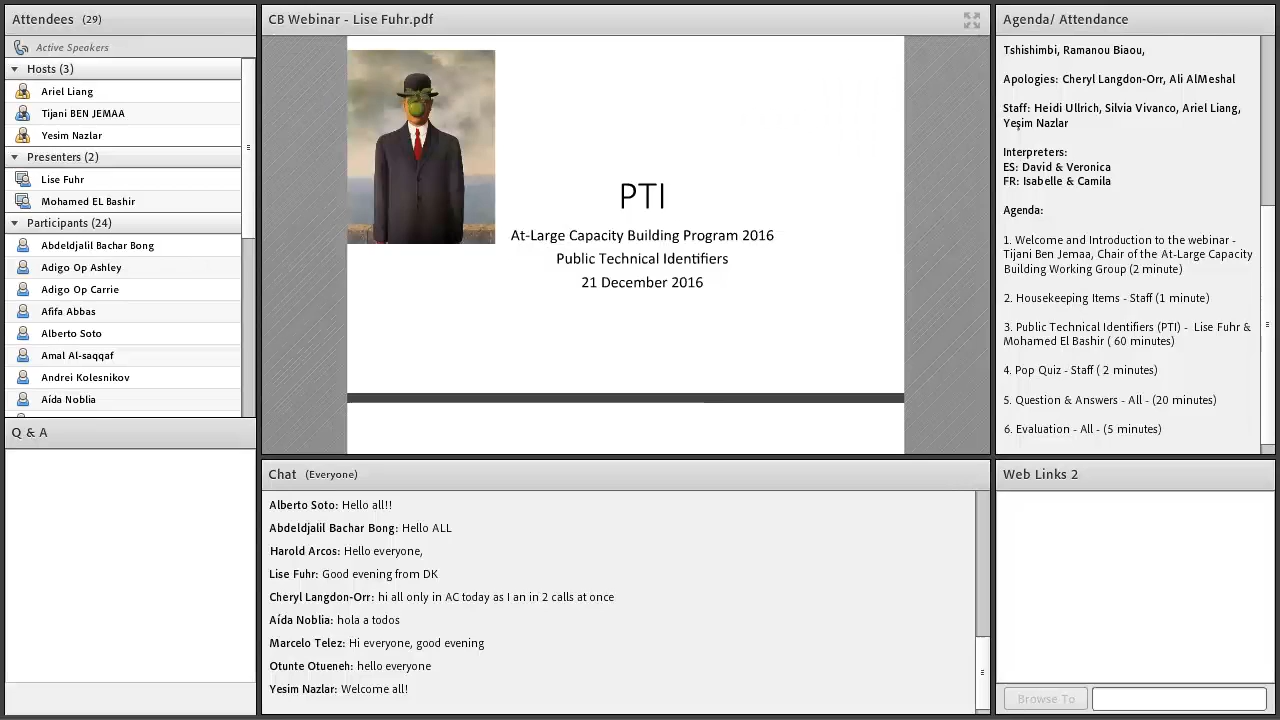 Attendees (29)
Active Speakers
Hosts (3)
Ariel Liang
Tijani BEN JEMAA
Yesim Nazlar
Presenters (2)
Lise Fuhr
Mohamed EL Bashir
Participants (24)
Abdeldjalil Bachar Bong
Adigo Op Ashley
Adigo Op Carrie
Afifa Abbas
Alberto Soto
Amal Al-saqqaf
Andrei Kolesnikov
Aída Noblia
Q & A
CB Webinar - Lise Fuhr.pdf
PTI
At-Large Capacity Building Program 2016
Public Technical Identifiers
21 December 2016
Chat (Everyone)
Alberto Soto: Hello all!!
Abdeldjalil Bachar Bong: Hello ALL
Harold Arcos: Hello everyone,
Lise Fuhr: Good evening from DK
Cheryl Langdon-Orr: hi all only in AC today as I an in 2 calls at once
Aída Noblia: hola a todos
Marcelo Telez: Hi everyone, good evening
Otunte Otueneh: hello everyone
Yesim Nazlar: Welcome all!
Agenda/ Attendance
Tshishimbi, Ramanou Biaou,
Apologies: Cheryl Langdon-Orr, Ali AlMeshal
Staff: Heidi Ullrich, Silvia Vivanco, Ariel Liang,
Yeşim Nazlar
Interpreters:
ES: David & Veronica
FR: Isabelle & Camila
Agenda:
1. Welcome and Introduction to the webinar -
Tijani Ben Jemaa, Chair of the At-Large Capacity
Building Working Group (2 minute)
2. Housekeeping Items - Staff (1 minute)
3. Public Technical Identifiers (PTI) - Lise Fuhr &
Mohamed El Bashir ( 60 minutes)
4. Pop Quiz - Staff ( 2 minutes)
5. Question & Answers - All - (20 minutes)
6. Evaluation - All - (5 minutes)
Web Links 2
Browse To